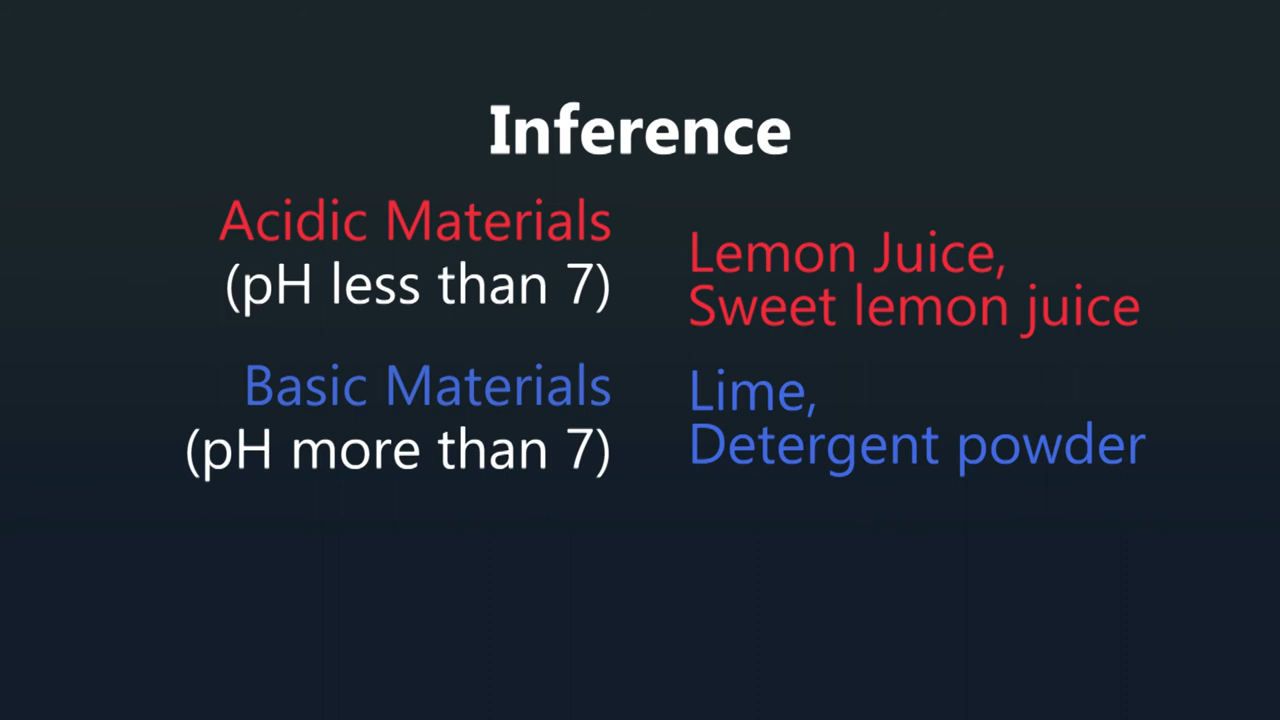 Inference
Acidic Materials
(pH less than 7)
Lemon Juice,
Sweet lemon juice
Basic Materials
(pH more than 7)
Lime,
Detergent powder